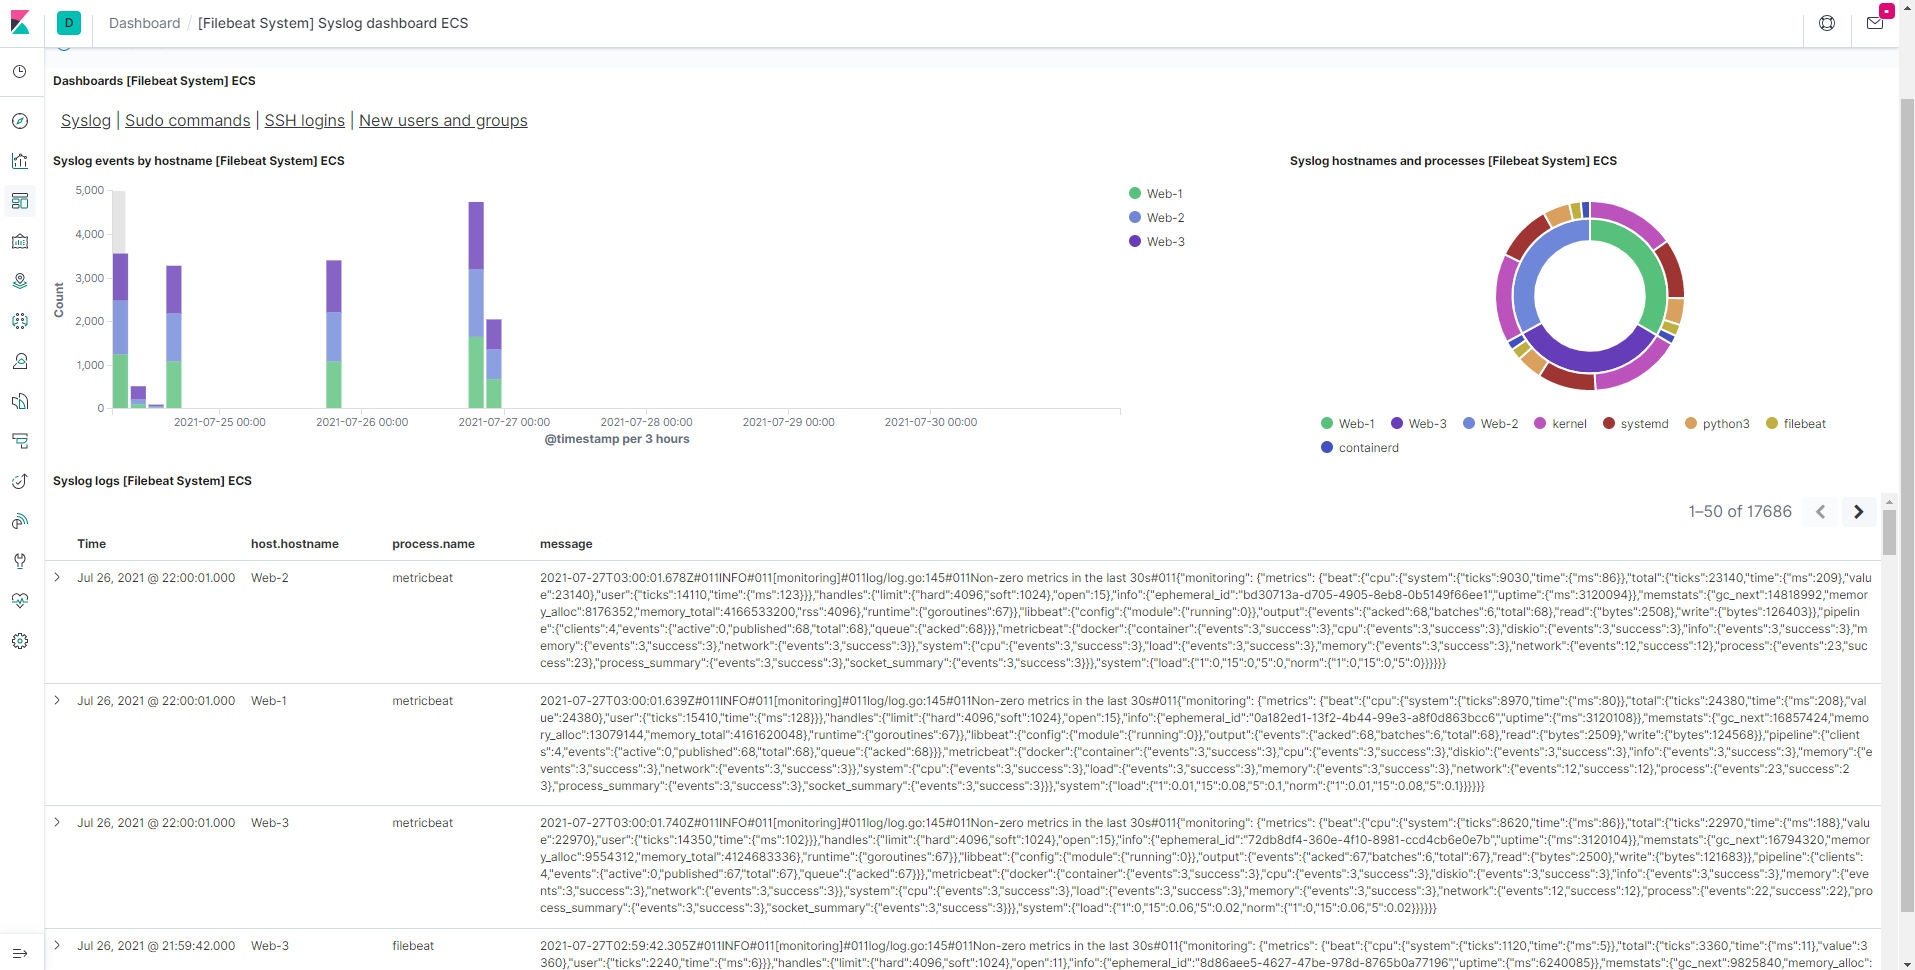 D Dashboard / [Filebeat System] Syslog dashboard ECS
Dashboards [Filebeat System] ECS
Syslog | Sudo commands | SSH logins | New users and groups
Syslog events by hostname [Filebeat System] ECS
5,000
4,000
3,000
2,000
1,000
0
Count
2021-07-25 00:00
2021-07-26 00:00
2021-07-27 00:00
2021-07-28 00:00
2021-07-29 00:00
2021-07-30 00:00
@timestamp per 3 hours
Web-1
Web-2
Web-3
Syslog hostnames and processes [Filebeat System] ECS
Web-1 Web-3 Web-2 kernel systemd python3 filebeat
containerd
Syslog logs [Filebeat System] ECS
1–50 of 17686
Time host.hostname process.name message
Jul 26, 2021 @ 22:00:01.000 Web-2 metricbeat 2021-07-27T03:00:01.678Z#011INFO#011[monitoring]#011log/log.go:145#011Non-zero metrics in the last 30s#011{"monitoring": {"metrics": {"beat":{"cpu":{"system":{"ticks":9030,"time":{"ms":86}},"total":{"ticks":23140,"time":{"ms":209},"valu
e":23140},"user":{"ticks":14110,"time":{"ms":123}}},"handles":{"limit":{"hard":4096,"soft":1024},"open":15},"info":{"ephemeral_id":"bd30713a-d705-4905-8eb8-0b5149f66ee1","uptime":{"ms":3120094}},"memstats":{"gc_next":14818992,"memor
y_alloc":8176352,"memory_total":4166533200,"rss":4096},"runtime":{"goroutines":67}},"libbeat":{"config":{"module":{"running":0}},"output":{"events":{"acked":68,"batches":6,"total":68},"read":{"bytes":2508},"write":{"bytes":126403}},"pipelin
e":{"clients":4,"events":{"active":0,"published":68,"total":68},"queue":{"acked":68}}},"metricbeat":{"docker":{"container":{"events":3,"success":3},"cpu":{"events":3,"success":3},"diskio":{"events":3,"success":3},"info":{"events":3,"success":3},"m
emory":{"events":3,"success":3},"network":{"events":3,"success":3}},"system":{"cpu":{"events":3,"success":3},"load":{"events":3,"success":3},"memory":{"events":3,"success":3},"network":{"events":12,"success":12},"process":{"events":23,"suc
cess":23},"process_summary":{"events":3,"success":3},"socket_summary":{"events":3,"success":3}}},"system":{"load":{"1":0,"15":0,"5":0,"norm":{"1":0,"15":0,"5":0}}}}}}
Jul 26, 2021 @ 22:00:01.000 Web-1 metricbeat 2021-07-27T03:00:01.639Z#011INFO#011[monitoring]#011log/log.go:145#011Non-zero metrics in the last 30s#011{"monitoring": {"metrics": {"beat":{"cpu":{"system":{"ticks":8970,"time":{"ms":80}},"total":{"ticks":24380,"time":{"ms":208},"val
ue":24380},"user":{"ticks":15410,"time":{"ms":128}}},"handles":{"limit":{"hard":4096,"soft":1024},"open":15},"info":{"ephemeral_id":"0a182ed1-13f2-4b44-99e3-a8f0d863bcc6","uptime":{"ms":3120108}},"memstats":{"gc_next":16857424,"memo
ry_alloc":13079144,"memory_total":4161620048},"runtime":{"goroutines":67}},"libbeat":{"config":{"module":{"running":0}},"output":{"events":{"acked":68,"batches":6,"total":68},"read":{"bytes":2509},"write":{"bytes":124568}},"pipeline":{"client
s":4,"events":{"active":0,"published":68,"total":68},"queue":{"acked":68}}},"metricbeat":{"docker":{"container":{"events":3,"success":3},"cpu":{"events":3,"success":3},"diskio":{"events":3,"success":3},"info":{"events":3,"success":3},"memory":{"e
vents":3,"success":3},"network":{"events":3,"success":3}},"system":{"cpu":{"events":3,"success":3},"load":{"events":3,"success":3},"memory":{"events":3,"success":3},"network":{"events":12,"success":12},"process":{"events":23,"success":2
3},"process_summary":{"events":3,"success":3},"socket_summary":{"events":3,"success":3}}},"system":{"load":{"1":0.01,"15":0.08,"5":0.1,"norm":{"1":0.01,"15":0.08,"5":0.1}}}}}}
Jul 26, 2021 @ 22:00:01.000 Web-3 metricbeat 2021-07-27T03:00:01.740Z#011INFO#011[monitoring]#011log/log.go:145#011Non-zero metrics in the last 30s#011{"monitoring": {"metrics": {"beat":{"cpu":{"system":{"ticks":8620,"time":{"ms":86}},"total":{"ticks":22970,"time":{"ms":188},"val
ue":22970},"user":{"ticks":14350,"time":{"ms":102}}},"handles":{"limit":{"hard":4096,"soft":1024},"open":15},"info":{"ephemeral_id":"72db8df4-360e-4f10-8981-ccd4cb6e0e7b","uptime":{"ms":3120104}},"memstats":{"gc_next":16794320,"mem
ory_alloc":9554312,"memory_total":4124683336},"runtime":{"goroutines":67}},"libbeat":{"config":{"module":{"running":0}},"output":{"events":{"acked":67,"batches":6,"total":67},"read":{"bytes":2500},"write":{"bytes":121683}},"pipeline":{"clients":
4,"events":{"active":0,"published":67,"total":67},"queue":{"acked":67}}},"metricbeat":{"docker":{"container":{"events":3,"success":3},"cpu":{"events":3,"success":3},"diskio":{"events":3,"success":3},"info":{"events":3,"success":3},"memory":{"eve
nts":3,"success":3},"network":{"events":3,"success":3}},"system":{"cpu":{"events":3,"success":3},"load":{"events":3,"success":3},"memory":{"events":3,"success":3},"network":{"events":12,"success":12},"process":{"events":22,"success":22},"pro
cess_summary":{"events":3,"success":3},"socket_summary":{"events":3,"success":3}}},"system":{"load":{"1":0,"15":0.06,"5":0.02,"norm":{"1":0,"15":0.06,"5":0.02}}}}}}
Jul 26, 2021 @ 21:59:42.000 Web-3 filebeat 2021-07-27T02:59:42.305Z#011INFO#011[monitoring]#011log/log.go:145#011Non-zero metrics in the last 30s#011{"monitoring": {"metrics": {"beat":{"cpu":{"system":{"ticks":1120,"time":{"ms":5}},"total":{"ticks":3360,"time":{"ms":11},"value":3
360},"user":{"ticks":2240,"time":{"ms":6}}},"handles":{"limit":{"hard":4096,"soft":1024},"open":11},"info":{"ephemeral_id":"8d86aee5-4627-47be-978d-8765b0a77196","uptime":{"ms":6240085}},"memstats":{"gc_next":9825840,"memory_alloc":